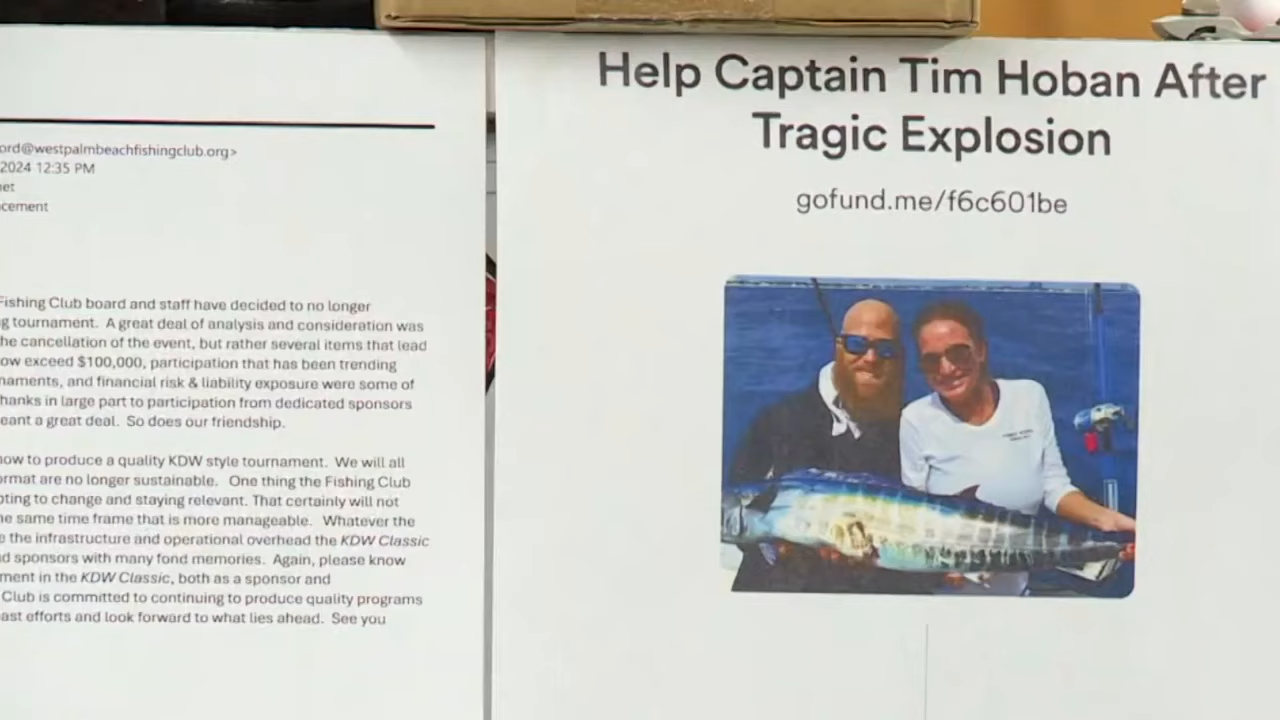 ord@westpalmbeachfishingclub.org>
2024 12:35 PM
net
cement
Fishing Club board and staff have decided to no longer
g tournament. A great deal of analysis and consideration was
he cancellation of the event, but rather several items that lead
ow exceed $100,000, participation that has been trending
naments, and financial risk & liability exposure were some of
hanks in large part to participation from dedicated sponsors
eant a great deal. So does our friendship.
now to produce a quality KDW style tournament. We will all
ormat are no longer sustainable. One thing the Fishing Club
pting to change and staying relevant. That certainly will not
he same time frame that is more manageable. Whatever the
e the infrastructure and operational overhead the KDW Classic
d sponsors with many fond memories. Again, please know
ment in the KDW Classic, both as a sponsor and
Club is committed to continuing to produce quality programs
ast efforts and look forward to what lies ahead. See you
Help Captain Tim Hoban After
Tragic Explosion
gofund.me/f6c601be